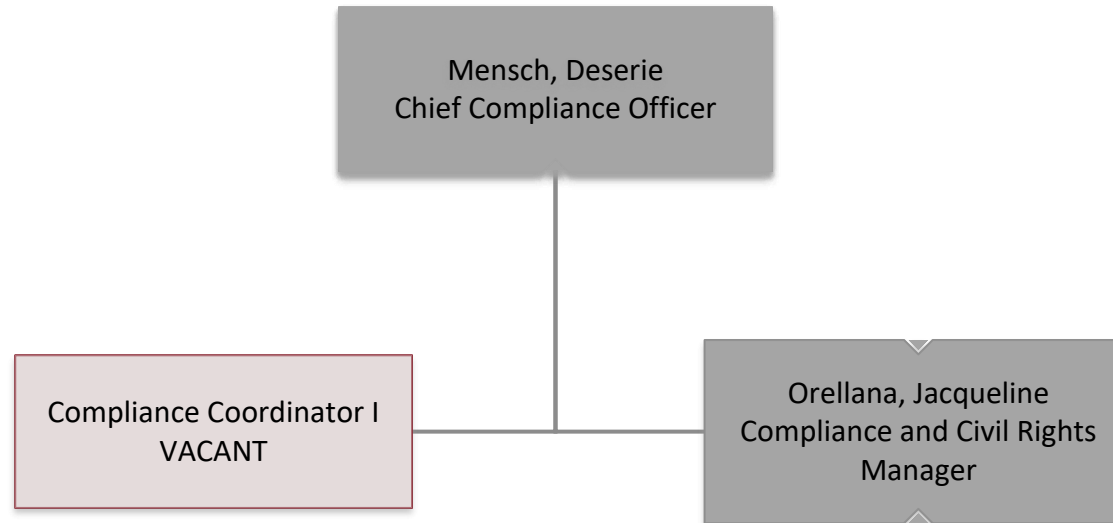 Mensch, Deserie
Chief Compliance Officer
Compliance Coordinator I
VACANT
Orellana, Jacqueline
Compliance and Civil Rights
Manager